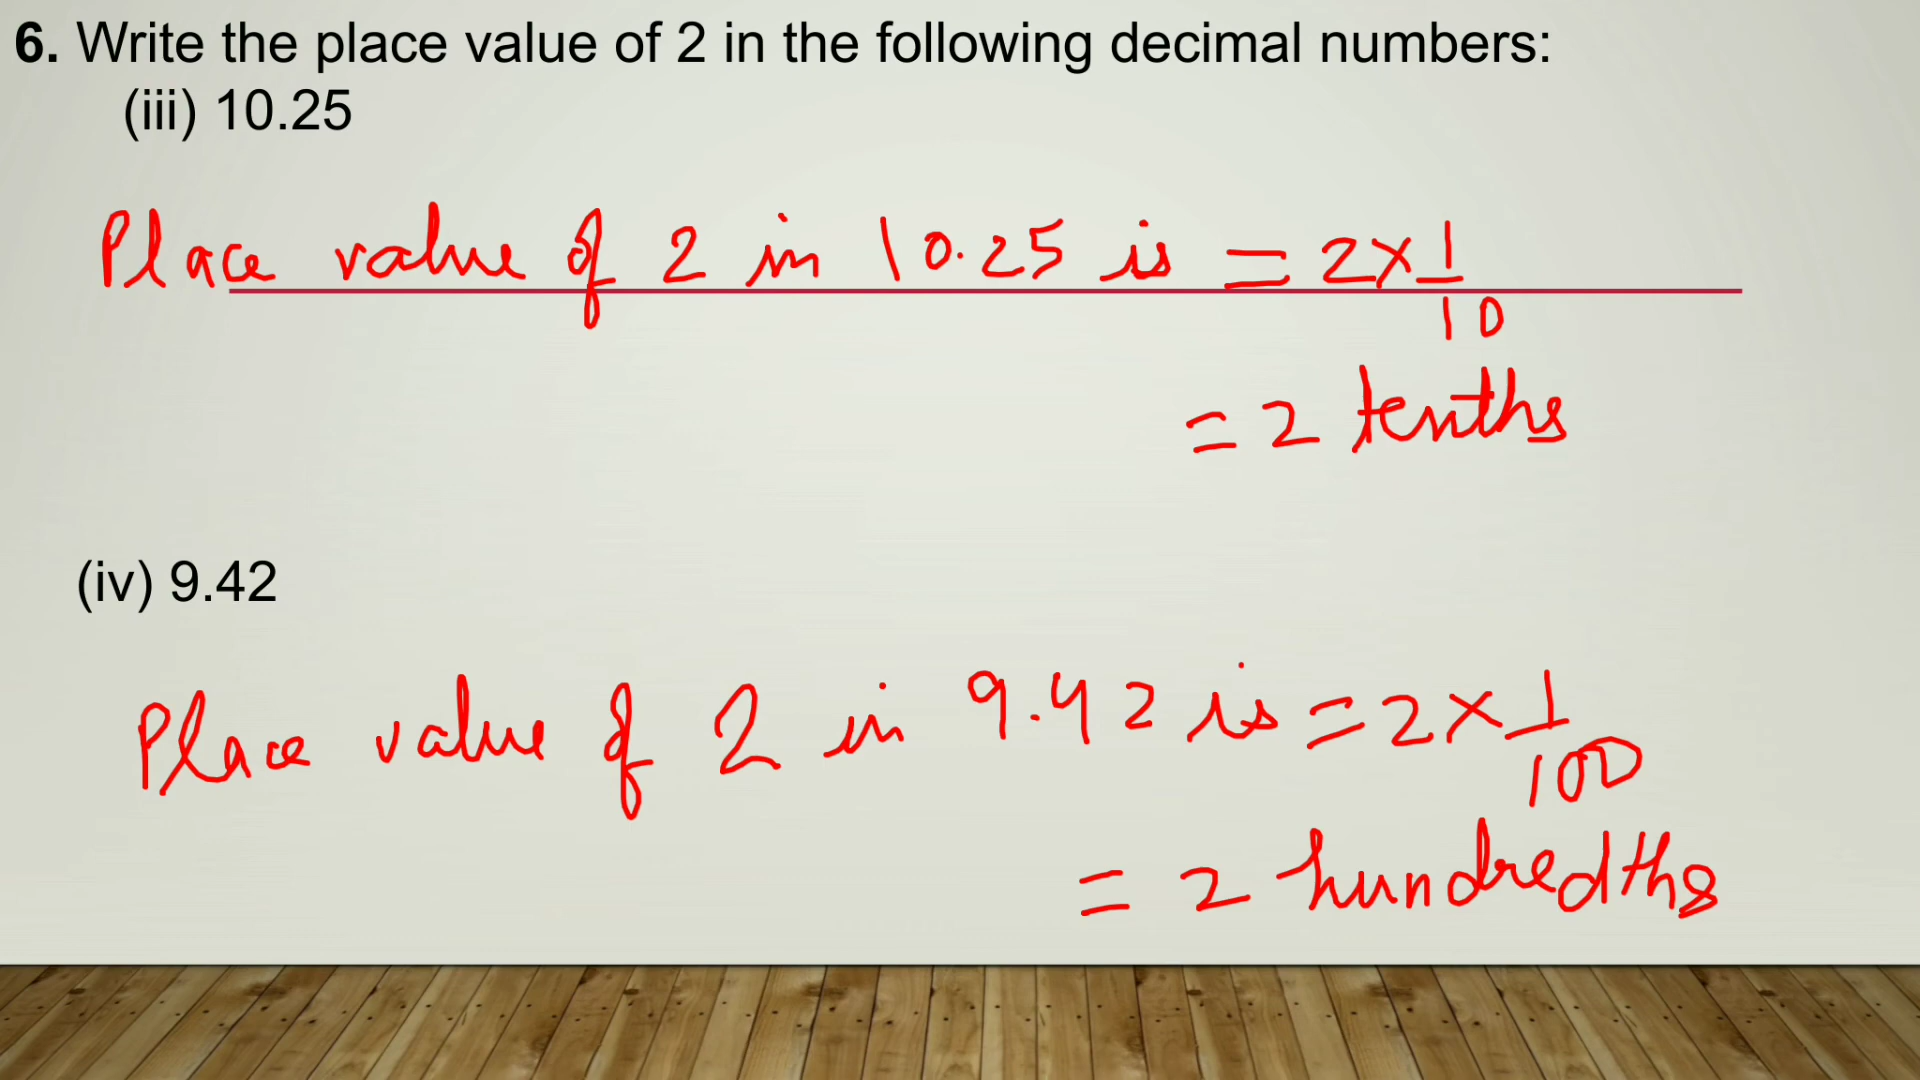 6. Write the place value of 2 in the following decimal numbers:
(iii) 10.25
Place value of 2 in 10.25 is = 2 × 1/10
= 2 tenths
(iv) 9.42
Place value of 2 in 9.42 is = 2 × 1/100
= 2 hundredths